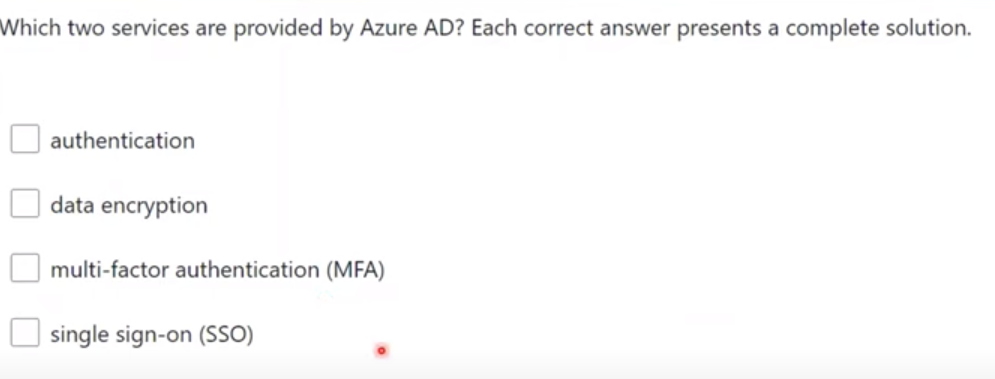 Which two services are provided by Azure AD? Each correct answer presents a complete solution.
authentication
data encryption
multi-factor authentication (MFA)
single sign-on (SSO)